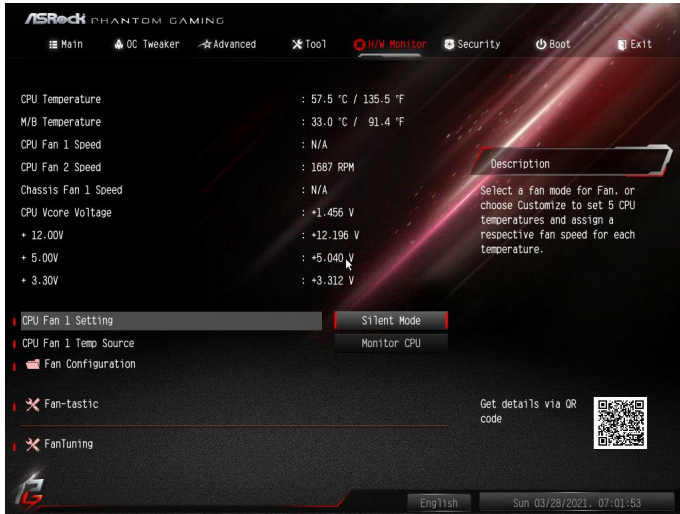 ASRock PHANTOM GAMING
Main OC Tweaker Advanced Tool H/W Monitor Security Boot Exit
CPU Temperature : 57.5 °C / 135.5 °F
M/B Temperature : 33.0 °C / 91.4 °F
CPU Fan 1 Speed : N/A
CPU Fan 2 Speed : 1687 RPM
Chassis Fan 1 Speed : N/A
CPU Vcore Voltage : +1.456 V
+ 12.00V : +12.196 V
+ 5.00V : +5.040 V
+ 3.30V : +3.312 V
CPU Fan 1 Setting Silent Mode
CPU Fan 1 Temp Source Monitor CPU
Fan Configuration
Fan-tastic
FanTuning
Description
Select a fan mode for Fan. or
choose Customize to set 5 CPU
temperatures and assign a
respective fan speed for each
temperature.
Get details via QR
code
English Sun 03/28/2021. 07:01:53